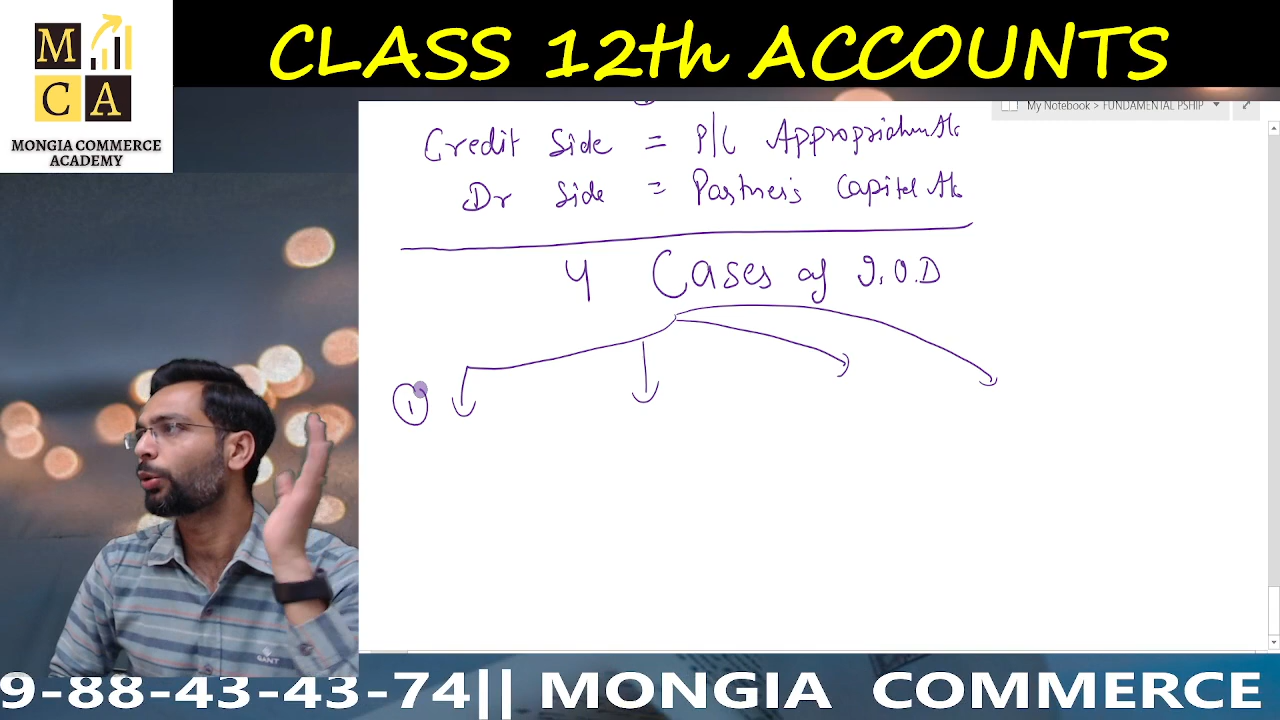 M
C A
MONGIA COMMERCE
ACADEMY
CLASS 12th ACCOUNTS
My Notebook > FUNDAMENTAL PSHIP
Credit Side = P/L Appropriation A/c
Dr Side = Partner's Capital A/c
4 Cases of I.O.D
1
GANT
9-88-43-43-74|| MONGIA COMMERCE